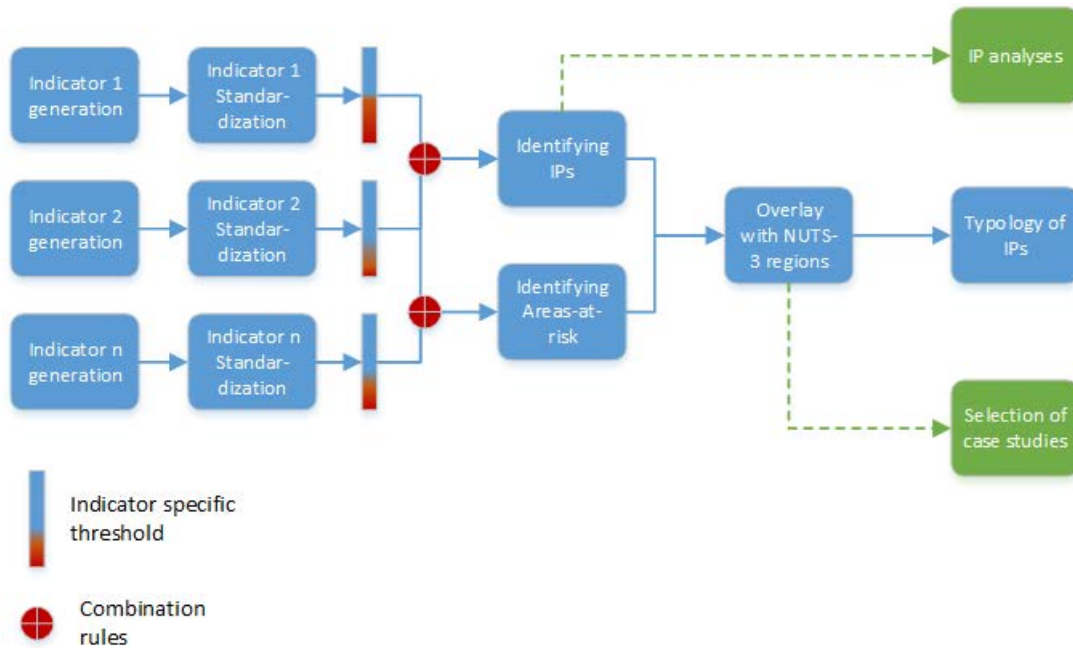 Indicator 1
generation
Indicator 1
Standar-
dization
Indicator 2
generation
Indicator 2
Standar-
dization
Indicator n
generation
Indicator n
Standar-
dization
Identifying
IPs
Identifying
Areas-at-
risk
Overlay
with NUTS-
3 regions
IP analyses
Typology of
IPs
Selection of
case studies
Indicator specific
threshold
Combination
rules